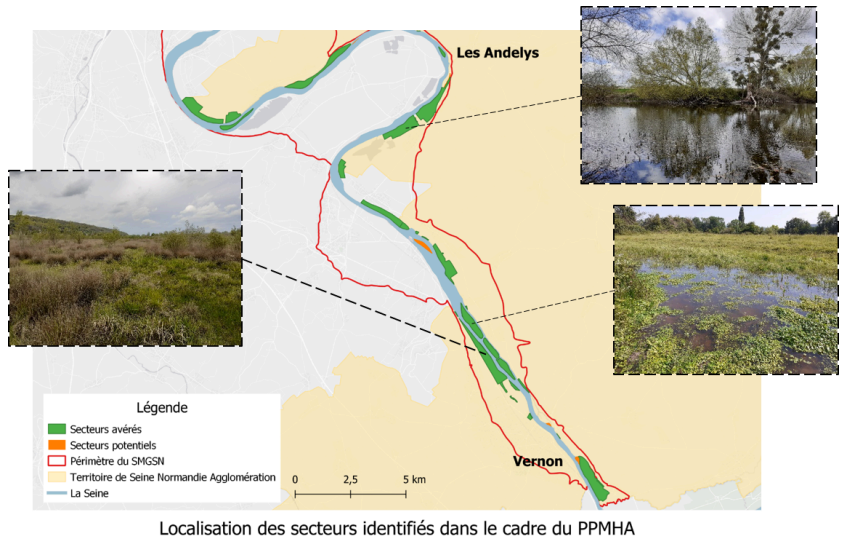 Les Andelys
Vernon
Légende
Secteurs avérés
Secteurs potentiels
Périmètre du SMGSN
Territoire de Seine Normandie Agglomération
La Seine
0 2,5 5 km
Localisation des secteurs identifiés dans le cadre du PPMHA